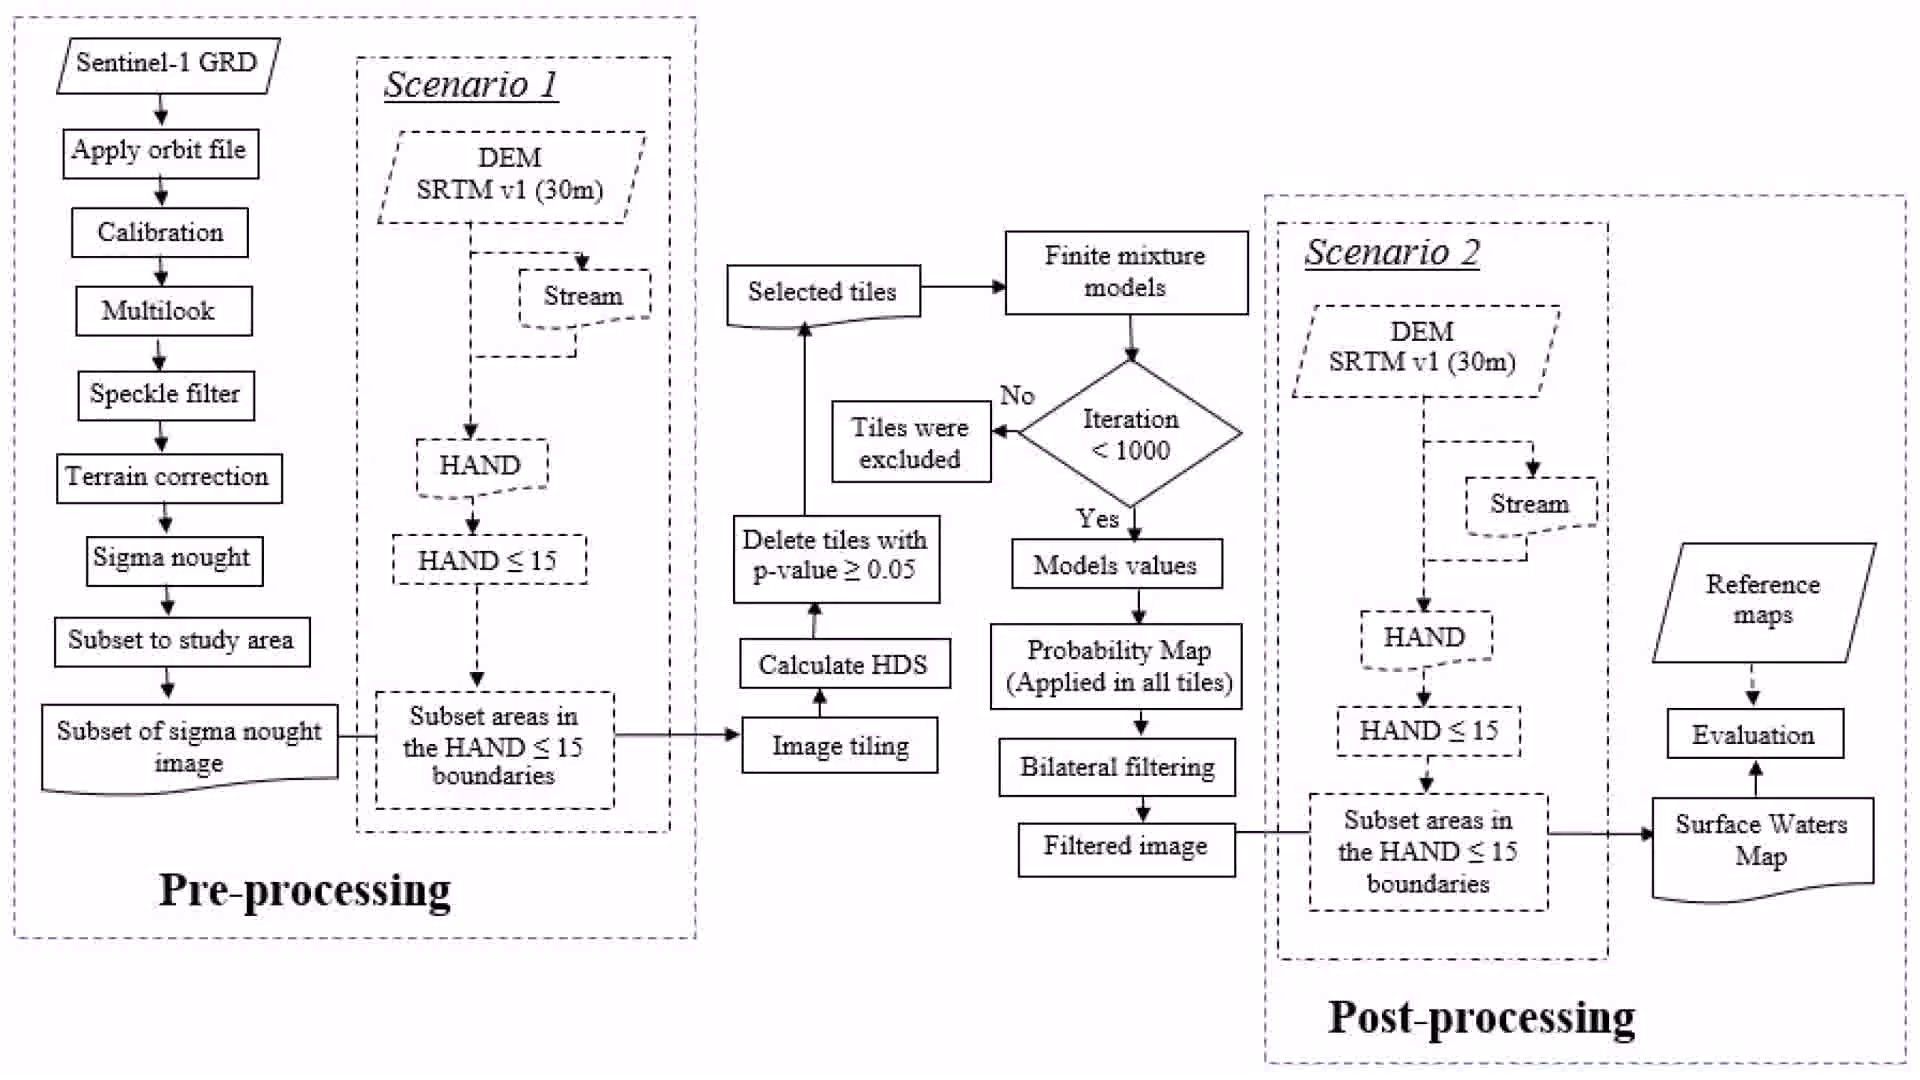 Sentinel-1 GRD
Apply orbit file
Calibration
Multilook
Speckle filter
Terrain correction
Sigma nought
Subset to study area
Subset of sigma nought
image
Scenario 1
DEM
SRTM v1 (30m)
Stream
HAND
HAND ≤ 15
Subset areas in
the HAND ≤ 15
boundaries
Pre-processing
Image tiling
Calculate HDS
Delete tiles with
p-value ≥ 0.05
Selected tiles
Finite mixture
models
Iteration
< 1000
No
Tiles were
excluded
Yes
Models values
Probability Map
(Applied in all tiles)
Bilateral filtering
Filtered image
Scenario 2
DEM
SRTM v1 (30m)
Stream
HAND
HAND ≤ 15
Subset areas in
the HAND ≤ 15
boundaries
Reference
maps
Evaluation
Surface Waters
Map
Post-processing